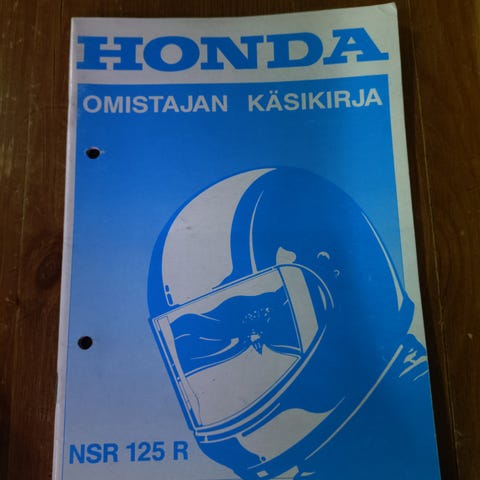 HONDA
OMISTAJAN KÄSIKIRJA
NSR 125 R